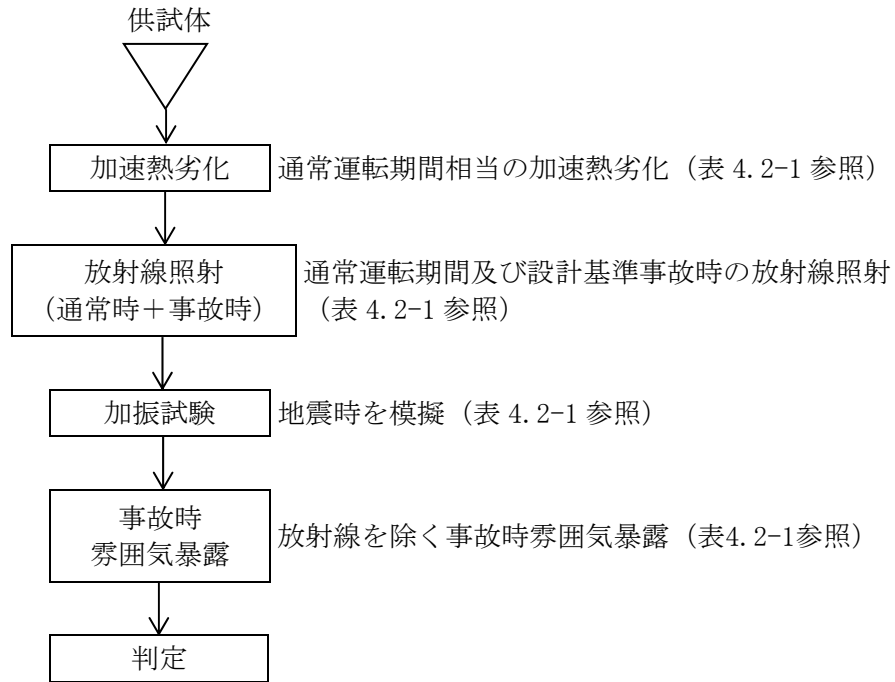 供試体
加速熱劣化
通常運転期間相当の加速熱劣化（表 4.2-1 参照）
放射線照射
（通常時＋事故時）
通常運転期間及び設計基準事故時の放射線照射
（表 4.2-1 参照）
加振試験
地震時を模擬（表 4.2-1 参照）
事故時
雰囲気暴露
放射線を除く事故時雰囲気暴露（表4.2-1参照）
判定